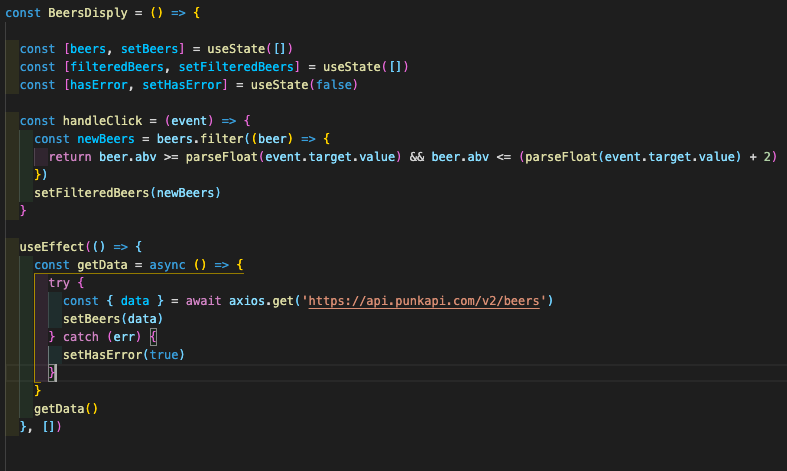 const BeersDisply = () => {
const [beers, setBeers] = useState([])
const [filteredBeers, setFilteredBeers] = useState([])
const [hasError, setHasError] = useState(false)
const handleClick = (event) => {
const newBeers = beers.filter((beer) => {
return beer.abv >= parseFloat(event.target.value) && beer.abv <= (parseFloat(event.target.value) + 2)
})
setFilteredBeers(newBeers)
}
useEffect(() => {
const getData = async () => {
try {
const { data } = await axios.get('https://api.punkapi.com/v2/beers')
setBeers(data)
} catch (err) {
setHasError(true)
}
}
getData()
}, [])